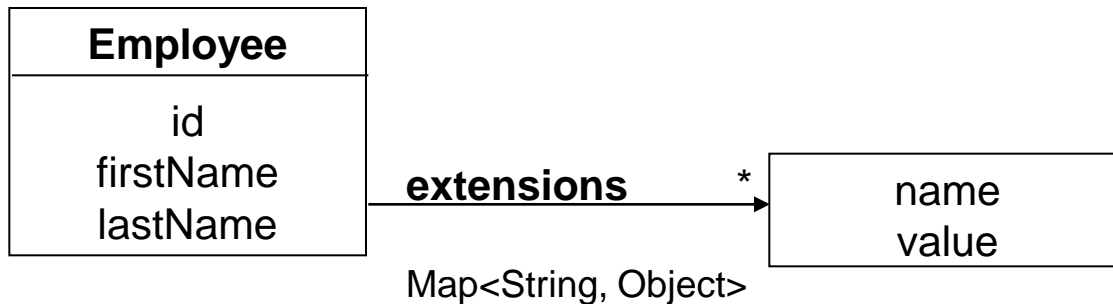 Employee
id
firstName
lastName
extensions
*
name
value
Map<String, Object>